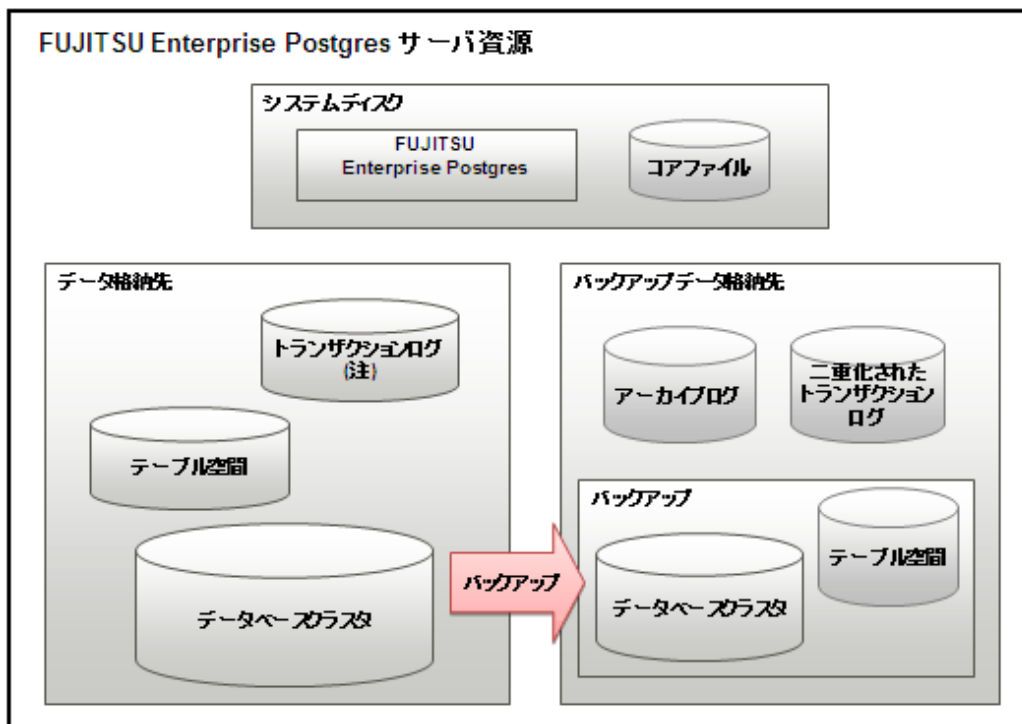 FUJITSU Enterprise Postgres サーバ資源
システムディスク
FUJITSU
Enterprise Postgres
コアファイル
データ格納先
トランザクションログ
(注)
テーブル空間
データベースクラスタ
バックアップ
バックアップデータ格納先
アーカイブログ
二重化された
トランザクション
ログ
バックアップ
テーブル空間
データベースクラスタ